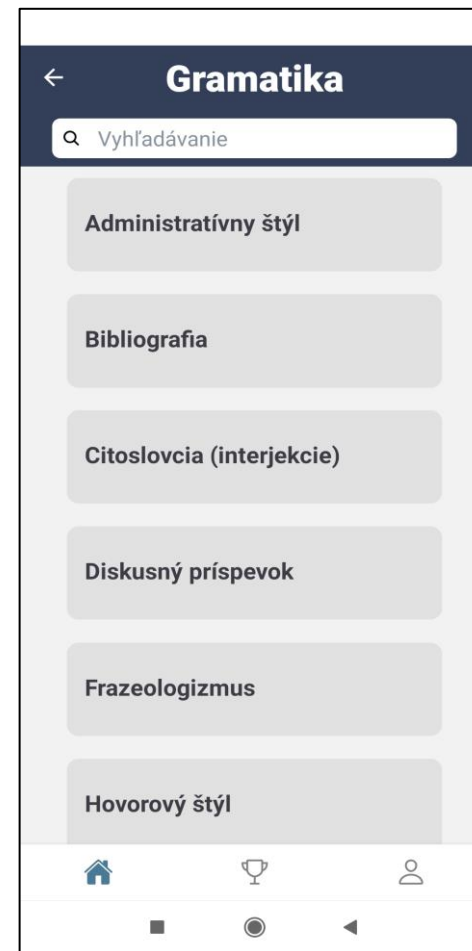 Gramatika
Vyhľadávanie
Administratívny štýl
Bibliografia
Citoslovcia (interjekcie)
Diskusný príspevok
Frazeologizmus
Hovorový štýl